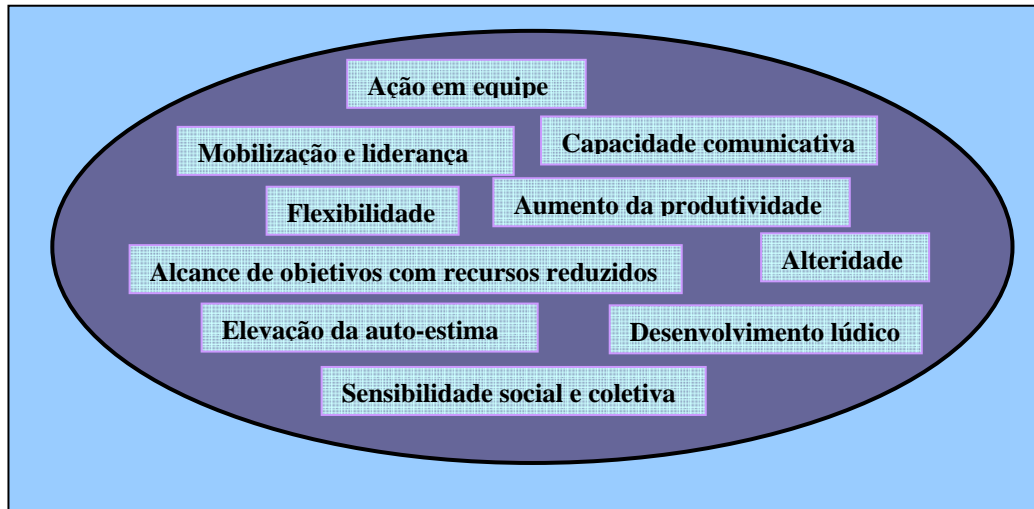 Ação em equipe
Capacidade comunicativa
Mobilização e liderança
Aumento da produtividade
Flexibilidade
Alteridade
Alcance de objetivos com recursos reduzidos
Elevação da auto-estima
Desenvolvimento lúdico
Sensibilidade social e coletiva